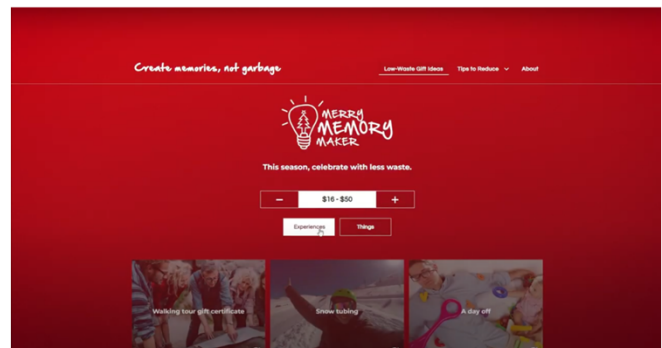 Create memories, not garbage
Low-Waste Gift Ideas Tips to Reduce About
MERRY
MEMORY
MAKER
This season, celebrate with less waste.
− $16 - $50 +
Experiences Things
Walking tour gift certificate Snow tubing A day off